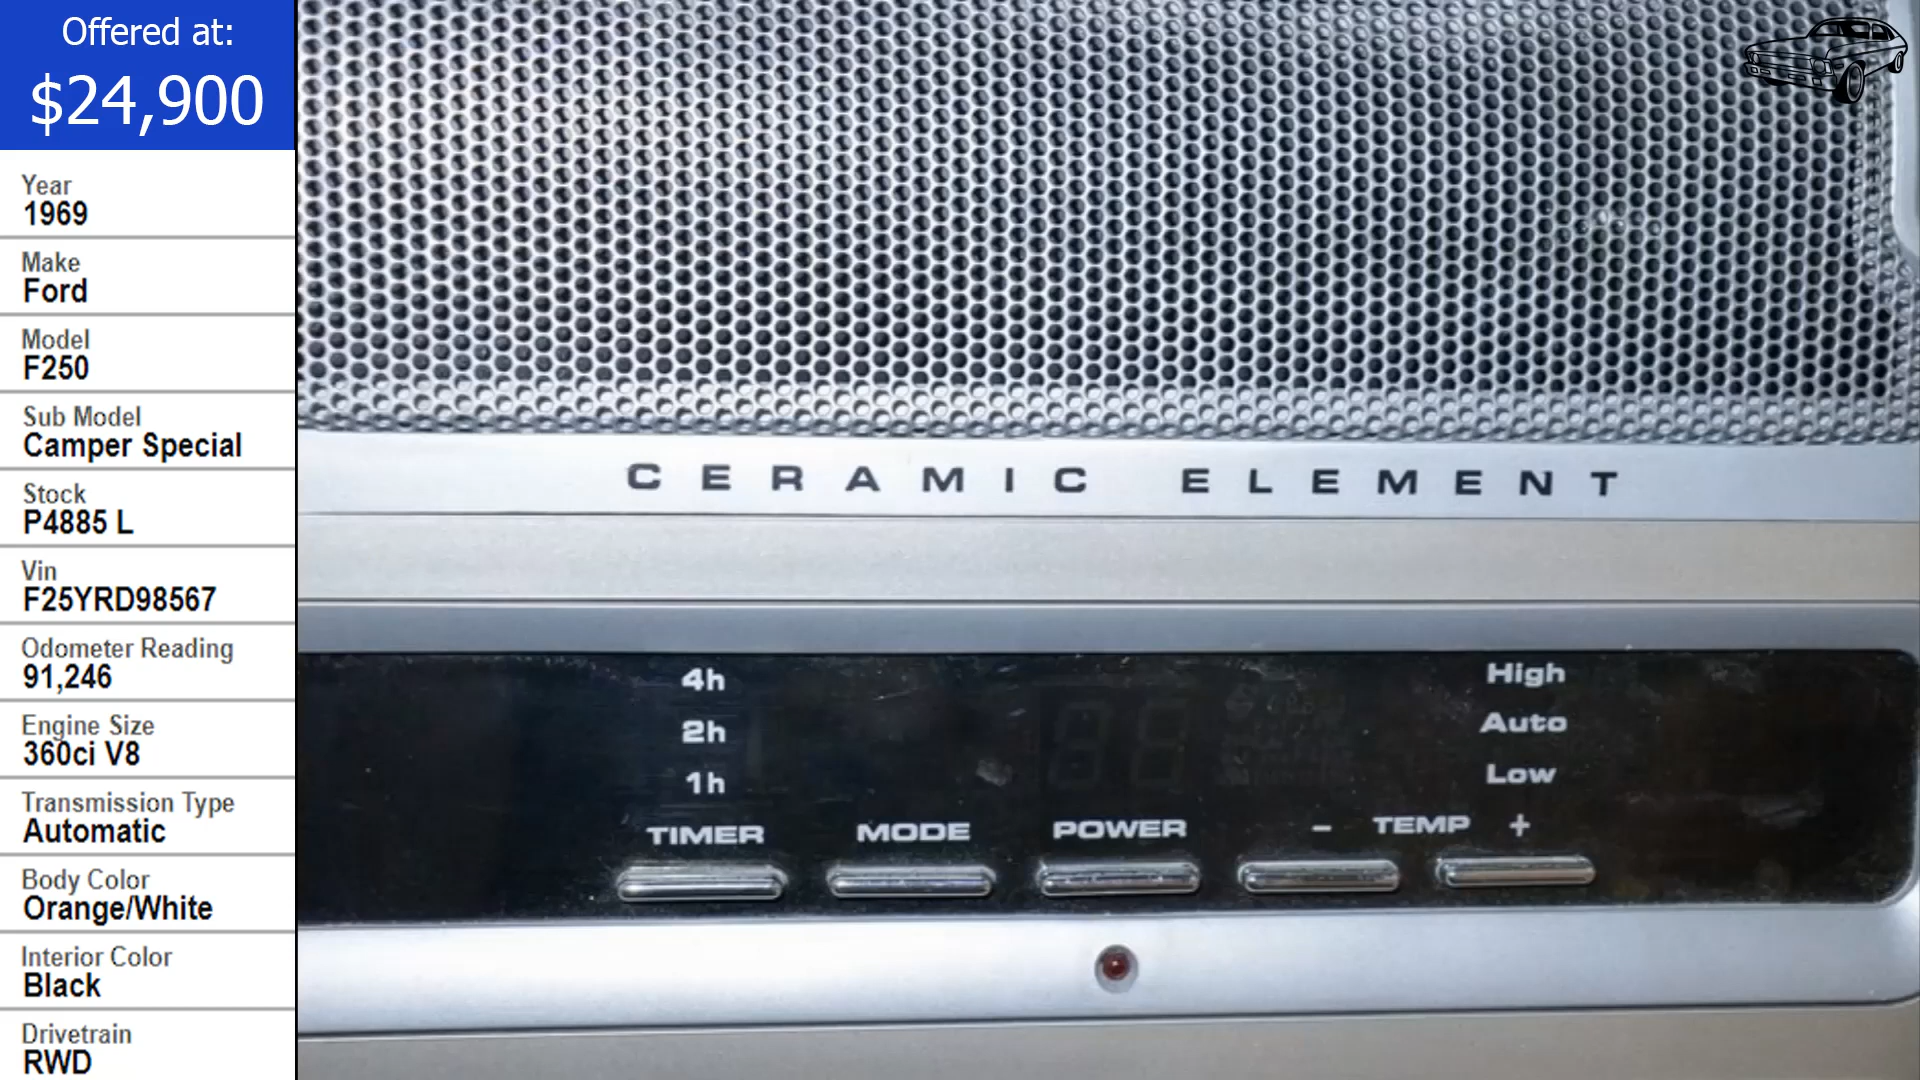 Offered at:
$24,900
Year
1969
Make
Ford
Model
F250
Sub Model
Camper Special
Stock
P4885 L
Vin
F25YRD98567
Odometer Reading
91,246
Engine Size
360ci V8
Transmission Type
Automatic
Body Color
Orange/White
Interior Color
Black
Drivetrain
RWD
CERAMIC ELEMENT
4h
2h
1h
TIMER
MODE
POWER
High
Auto
Low
- TEMP +